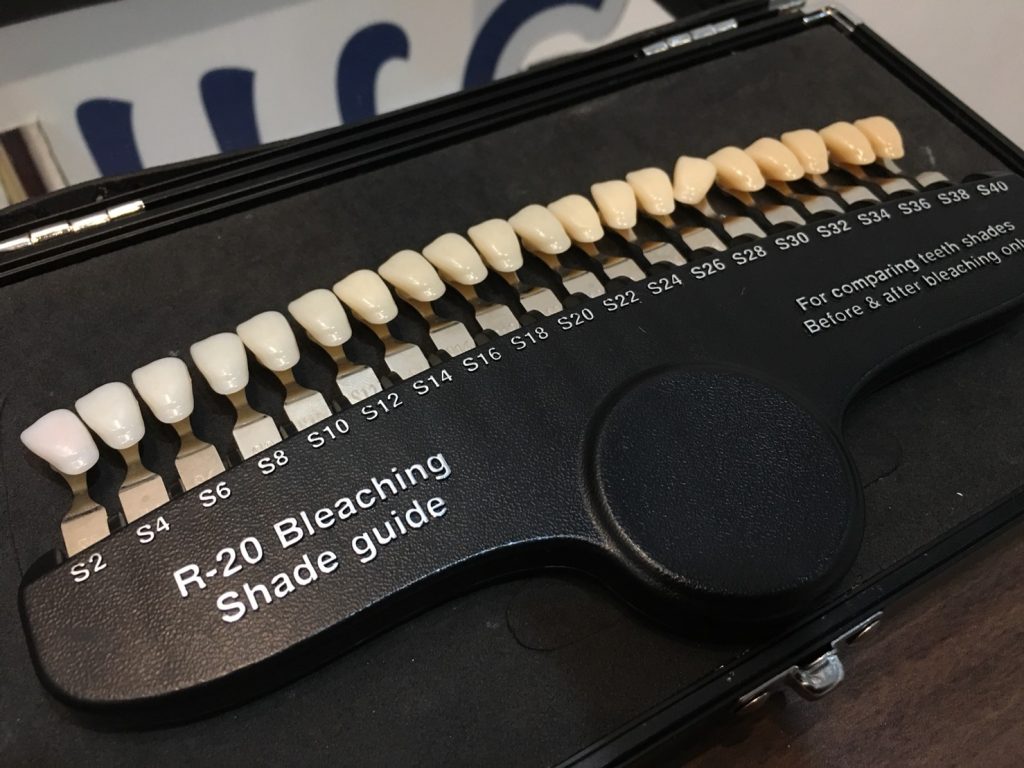 S2 S4 S6 S8 S10 S12 S14 S16 S18 S20 S22 S24 S26 S28 S30 S32 S34 S36 S38 S40
R-20 Bleaching
Shade guide
For comparing teeth shades
Before & after bleaching only